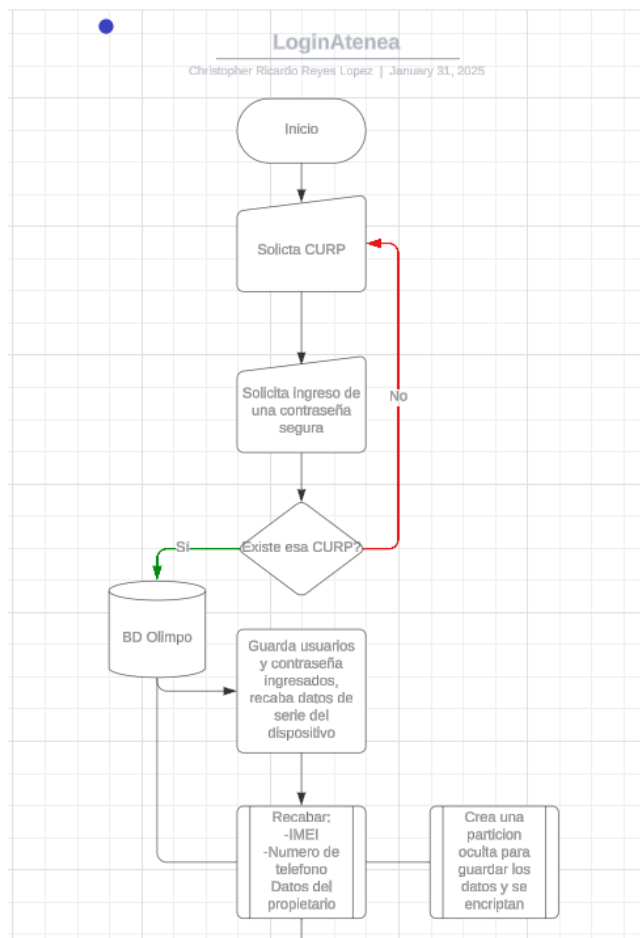 LoginAtenea
Christopher Ricardo Reyes Lopez | January 31, 2025
Inicio
Solicta CURP
Solicita ingreso de
una contraseña
segura
No
Existe esa CURP?
Sí
BD Olimpo
Guarda usuarios
y contraseña
ingresados,
recaba datos de
serie del
dispositivo
Recabar;
-IMEI
-Numero de
telefono
Datos del
propietario
Crea una
particion
oculta para
guardar los
datos y se
encriptan